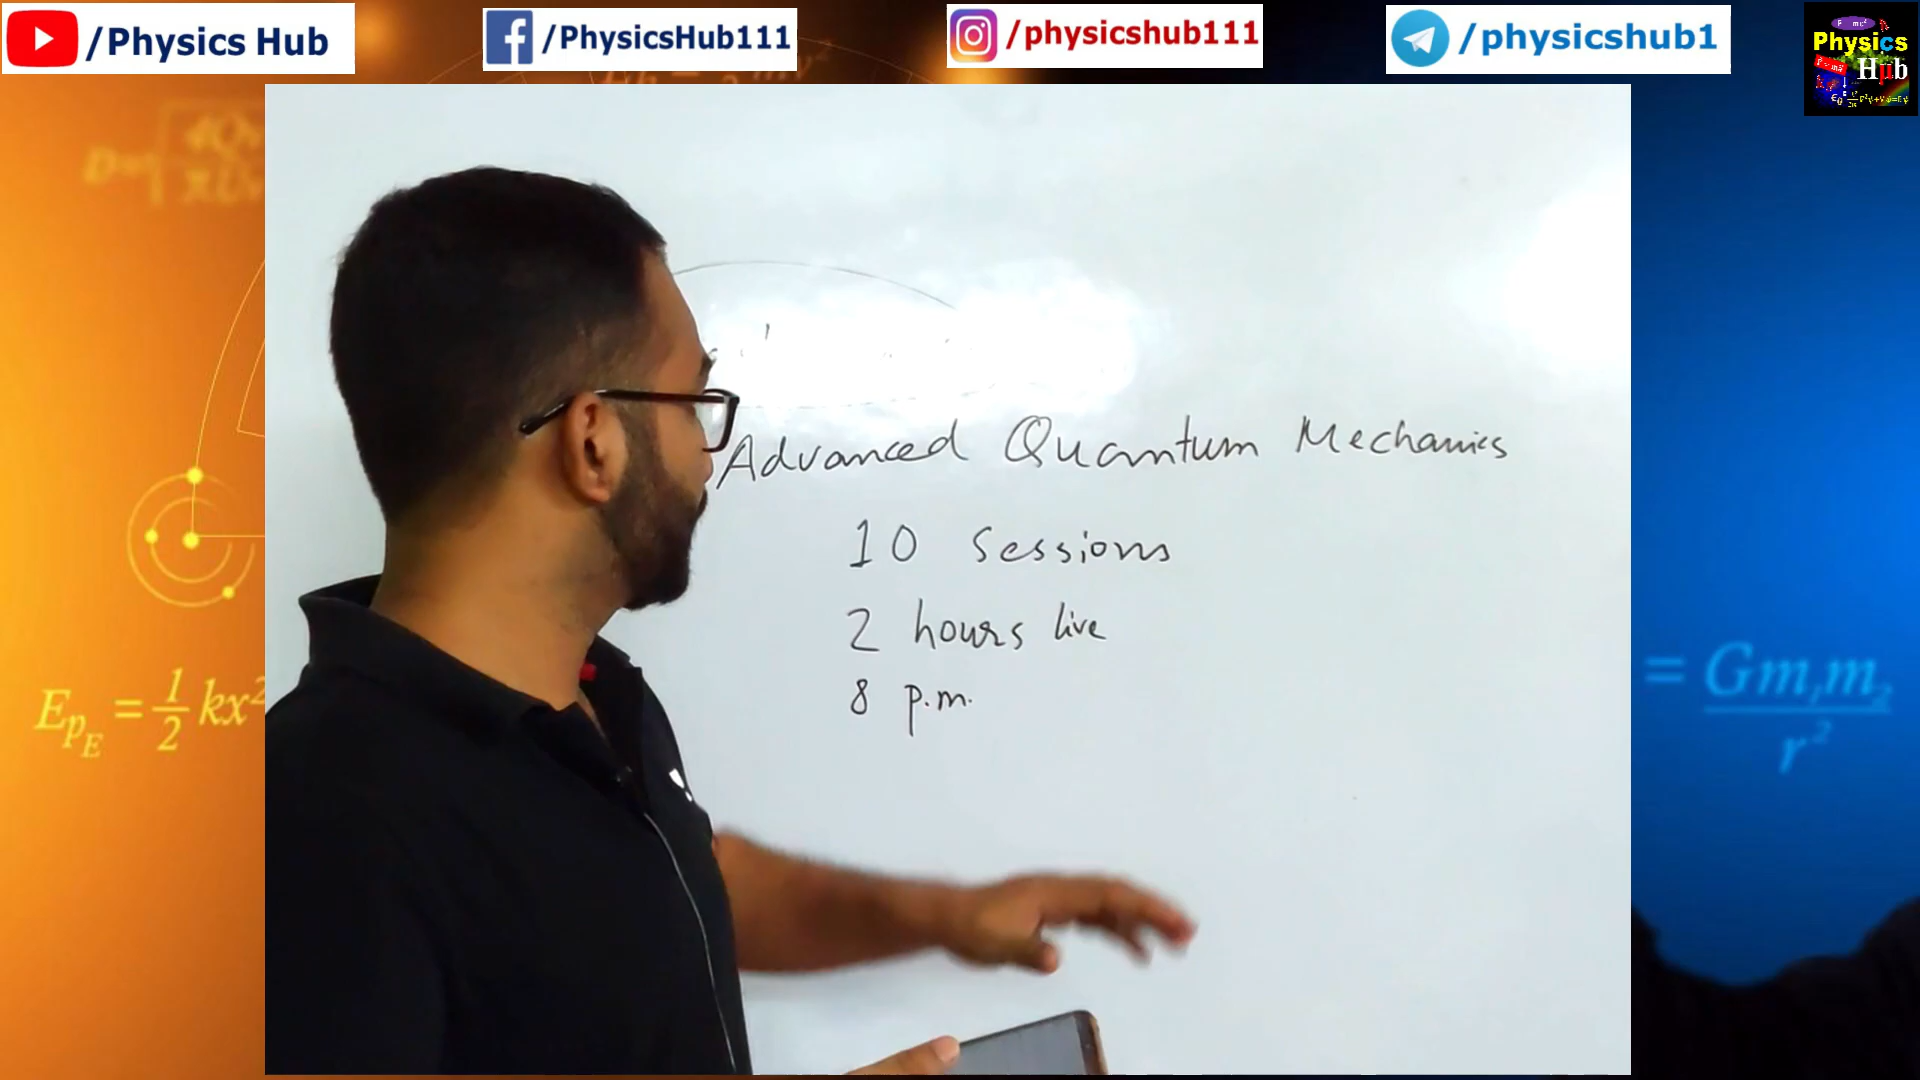 /Physics Hub
/PhysicsHub111
/physicshub111
/physicshub1
Physics
Hub
Advanced Quantum Mechanics
10 Sessions
2 hours live
8 p.m.
E_{p_E} = 1/2 kx²
= Gm₁m₂ / r²